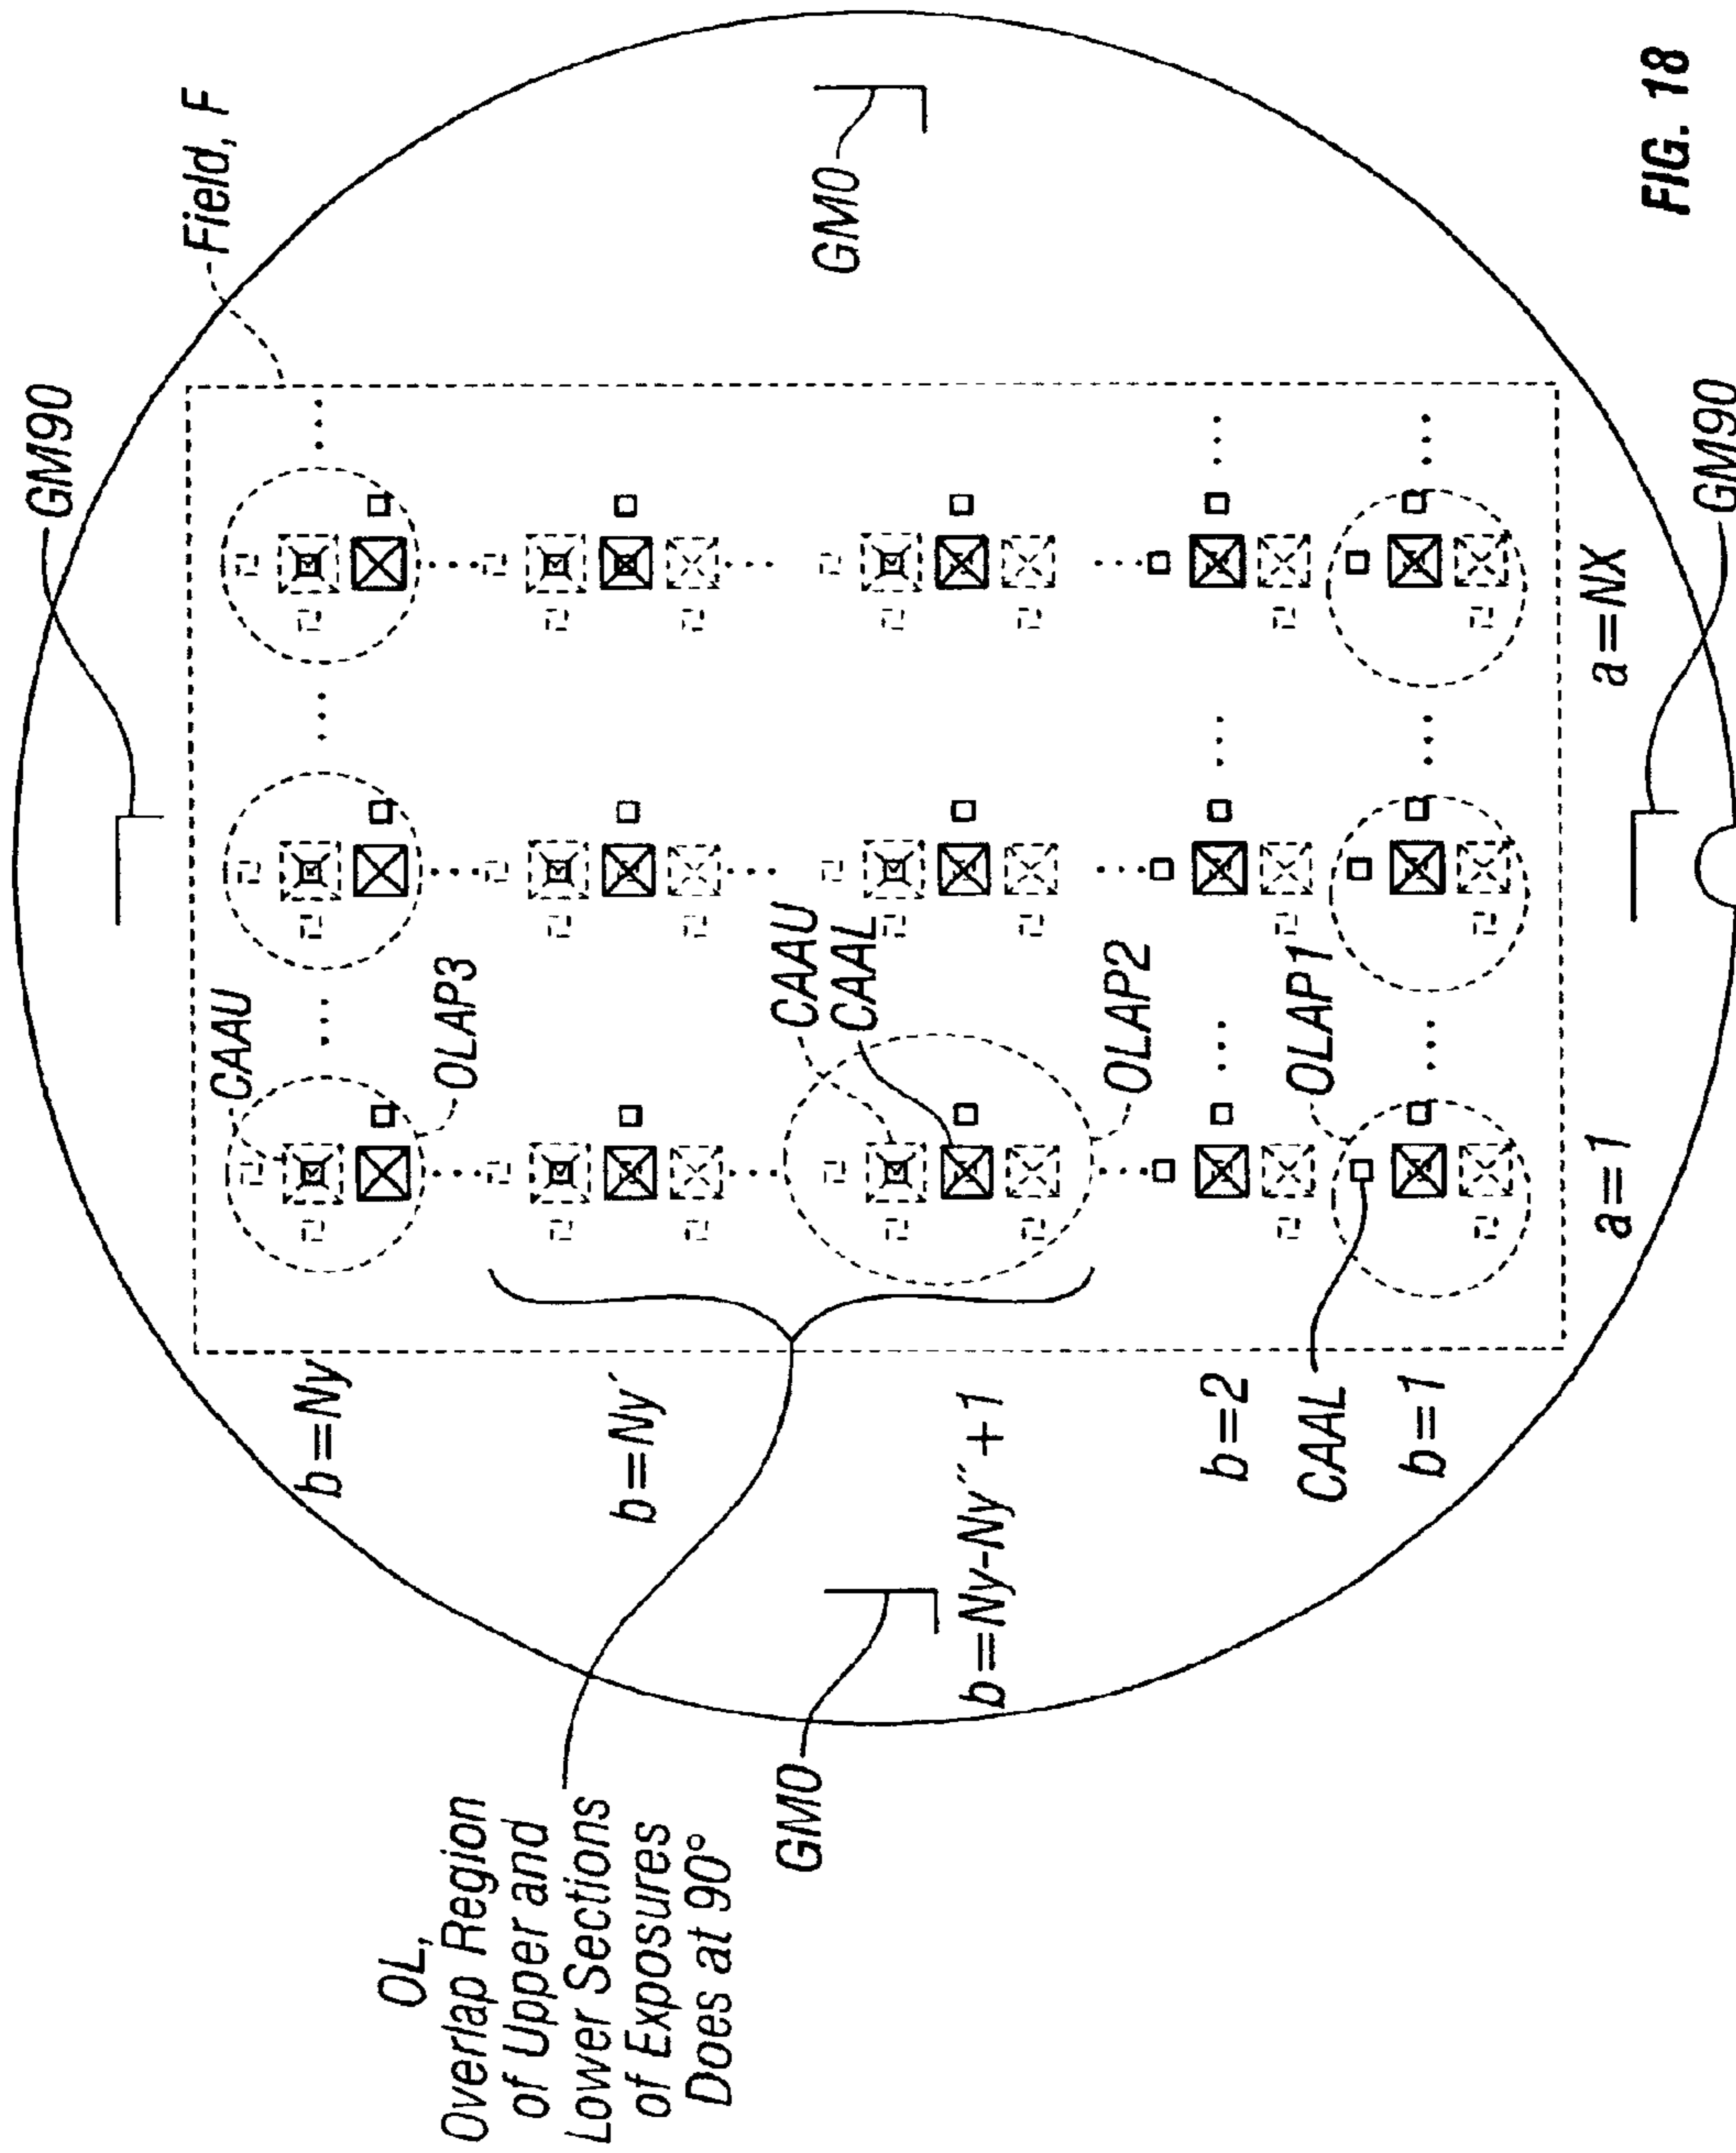 GM90
Field, F
CAAU
OLAP3
b=Ny
b=Ny´
GM0
CAAU
CAAL
b=Ny-Ny´´+1
OLAP2
b=2
OLAP1
CAAL
b=1
a=1
a=NX
GM0
GM90
OL,
Overlap Region
of Upper and
Lower Sections
of Exposures
Does at 90°
FIG. 18